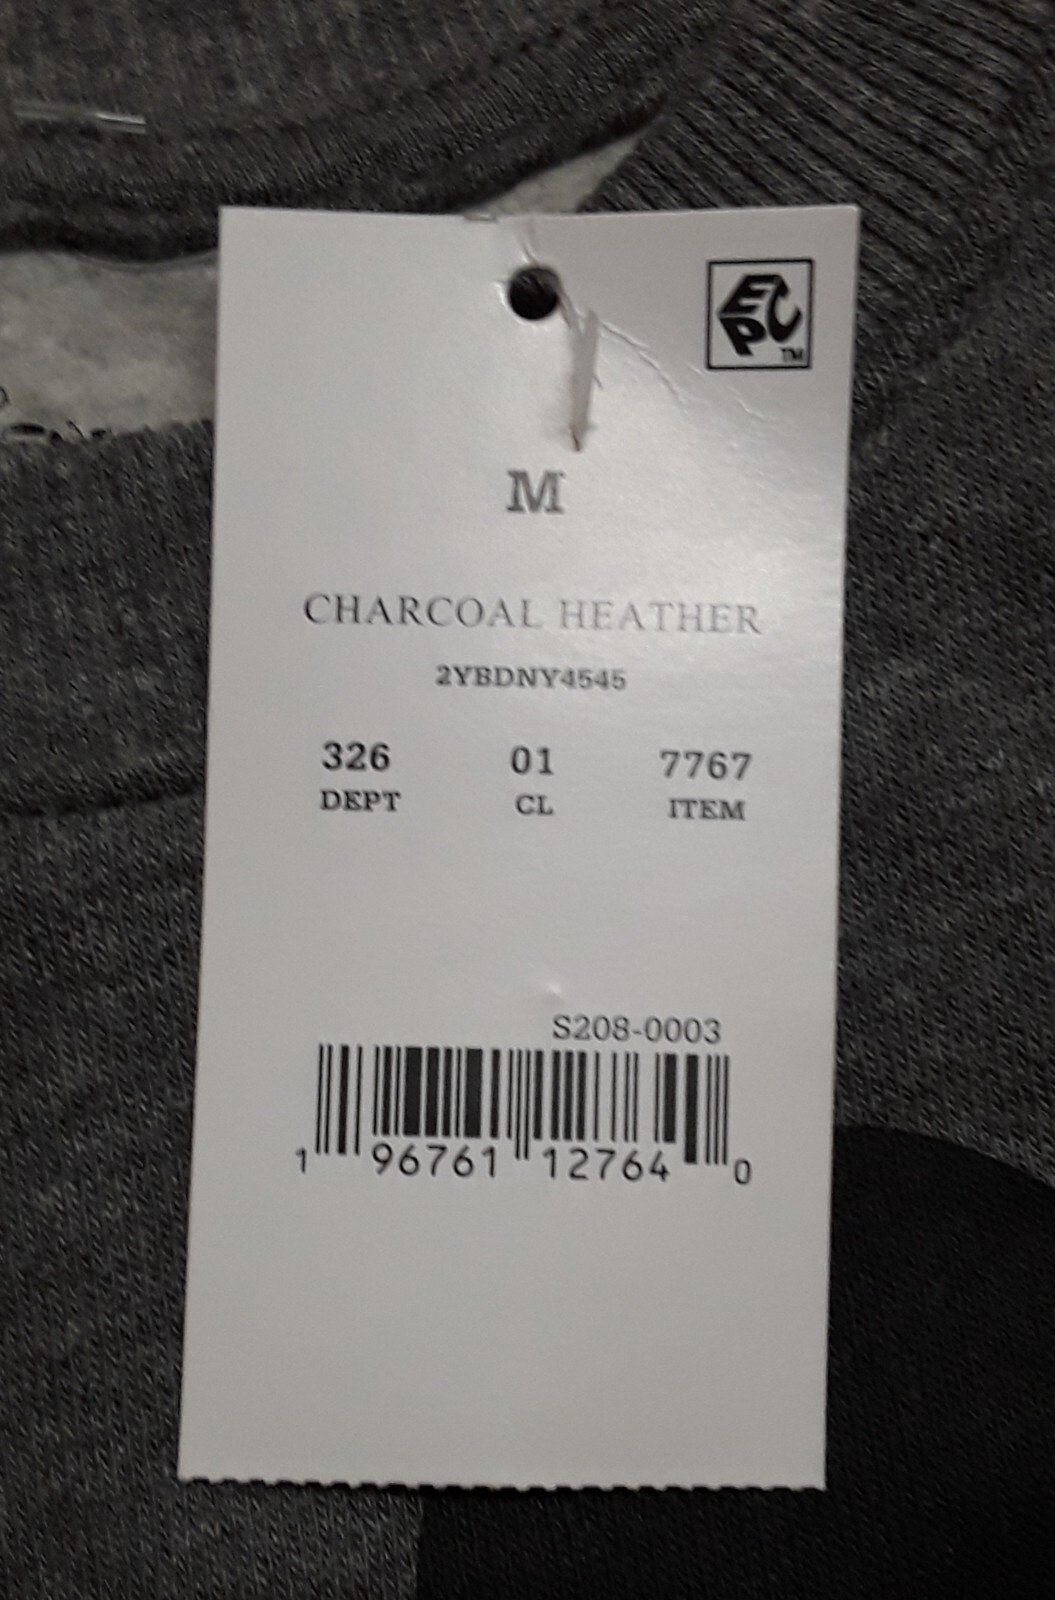 EPC
TM
M
CHARCOAL HEATHER
2YBDNY4545
326 01 7767
DEPT CL ITEM
S208-0003
1 96761 12764 0